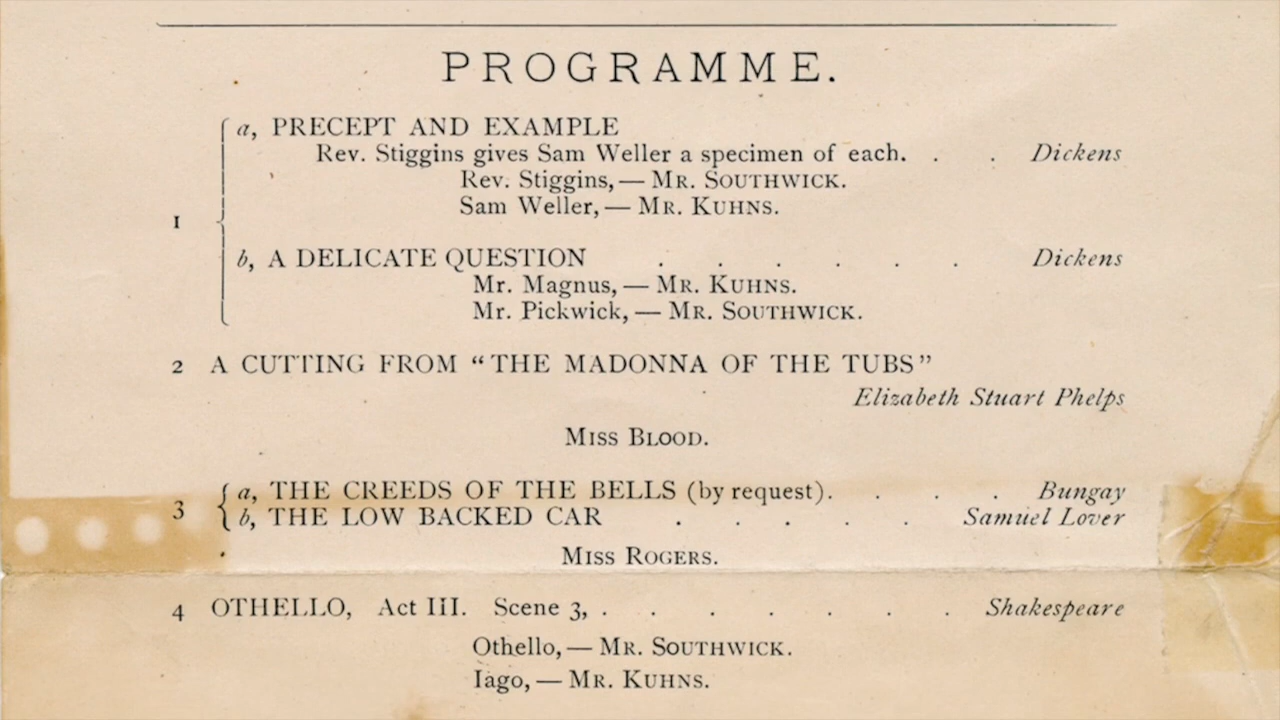 PROGRAMME.
a, PRECEPT AND EXAMPLE
Rev. Stiggins gives Sam Weller a specimen of each. . . Dickens
Rev. Stiggins, — MR. SOUTHWICK.
Sam Weller, — MR. KUHNS.
1
b, A DELICATE QUESTION . . . . . . Dickens
Mr. Magnus, — MR. KUHNS.
Mr. Pickwick, — MR. SOUTHWICK.
2 A CUTTING FROM “THE MADONNA OF THE TUBS”
Elizabeth Stuart Phelps
MISS BLOOD.
3 a, THE CREEDS OF THE BELLS (by request). . . . Bungay
b, THE LOW BACKED CAR . . . . . Samuel Lover
MISS ROGERS.
4 OTHELLO, Act III. Scene 3, . . . . . . . Shakespeare
Othello, — MR. SOUTHWICK.
Iago, — MR. KUHNS.